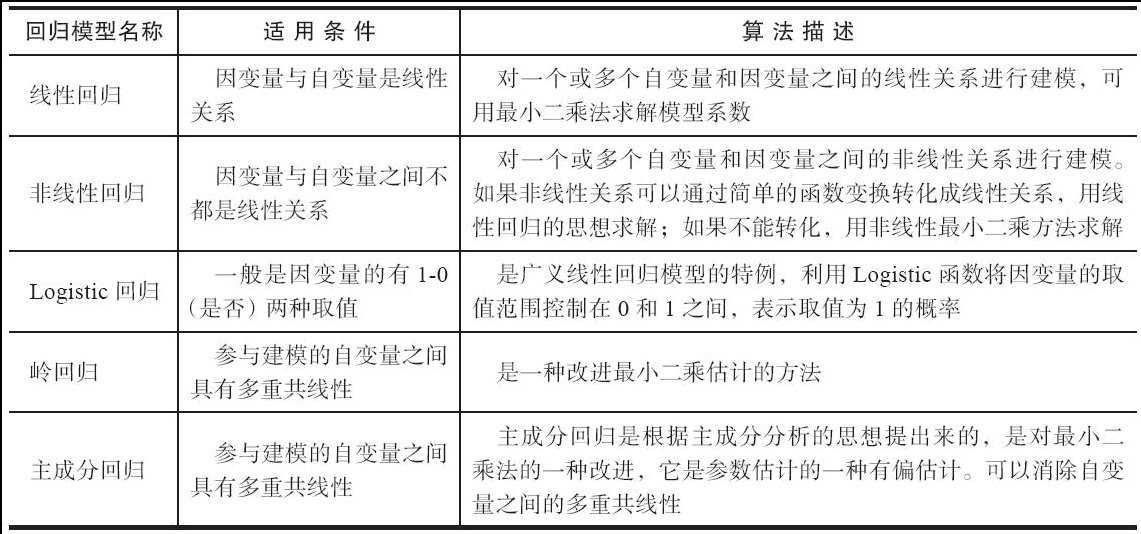 回归模型名称
适用条件
算法描述
线性回归
因变量与自变量是线性
关系
对一个或多个自变量和因变量之间的线性关系进行建模，可
用最小二乘法求解模型系数
非线性回归
因变量与自变量之间不
都是线性关系
对一个或多个自变量和因变量之间的非线性关系进行建模。
如果非线性关系可以通过简单的函数变换转化成线性关系，用线
性回归的思想求解；如果不能转化，用非线性最小二乘方法求解
Logistic 回归
一般是因变量的有 1-0
（是否）两种取值
是广义线性回归模型的特例，利用 Logistic 函数将因变量的取
值范围控制在 0 和 1 之间，表示取值为 1 的概率
岭回归
参与建模的自变量之间
具有多重共线性
是一种改进最小二乘估计的方法
主成分回归
参与建模的自变量之间
具有多重共线性
主成分回归是根据主成分分析的思想提出来的，是对最小二
乘法的一种改进，它是参数估计的一种有偏估计。可以消除自变
量之间的多重共线性